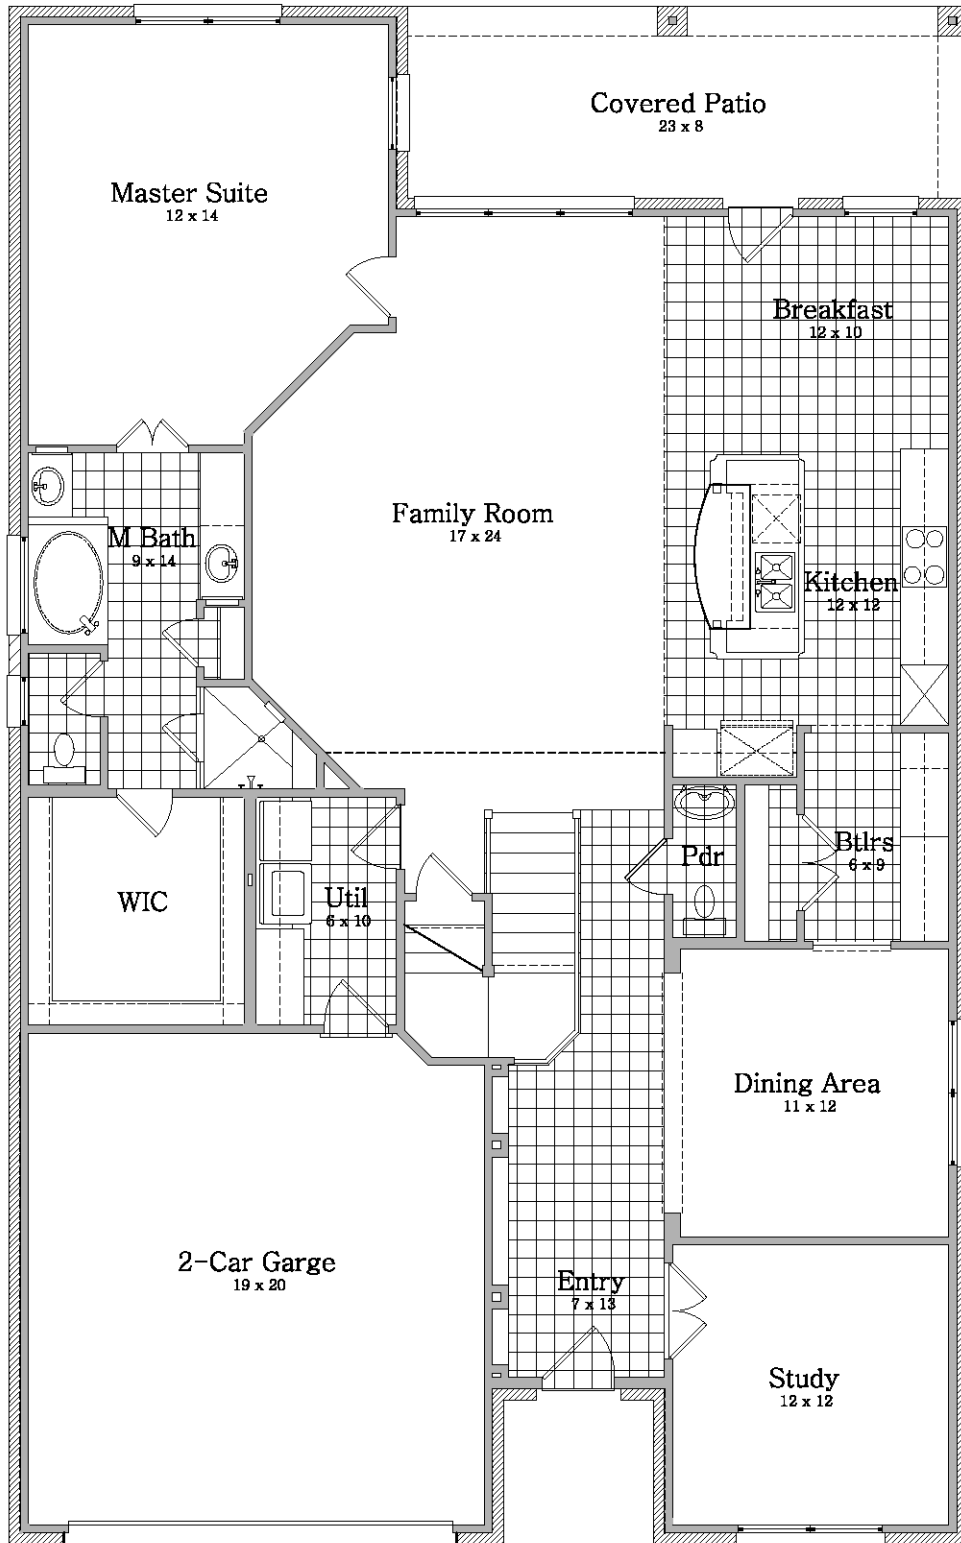 Covered Patio
23 x 8
Master Suite
12 x 14
Breakfast
12 x 10
Family Room
17 x 24
M Bath
9 x 14
Kitchen
12 x 12
Btlrs
6 x 9
Pdr
WIC
Util
6 x 10
Dining Area
11 x 12
2-Car Garge
19 x 20
Entry
7 x 13
Study
12 x 12